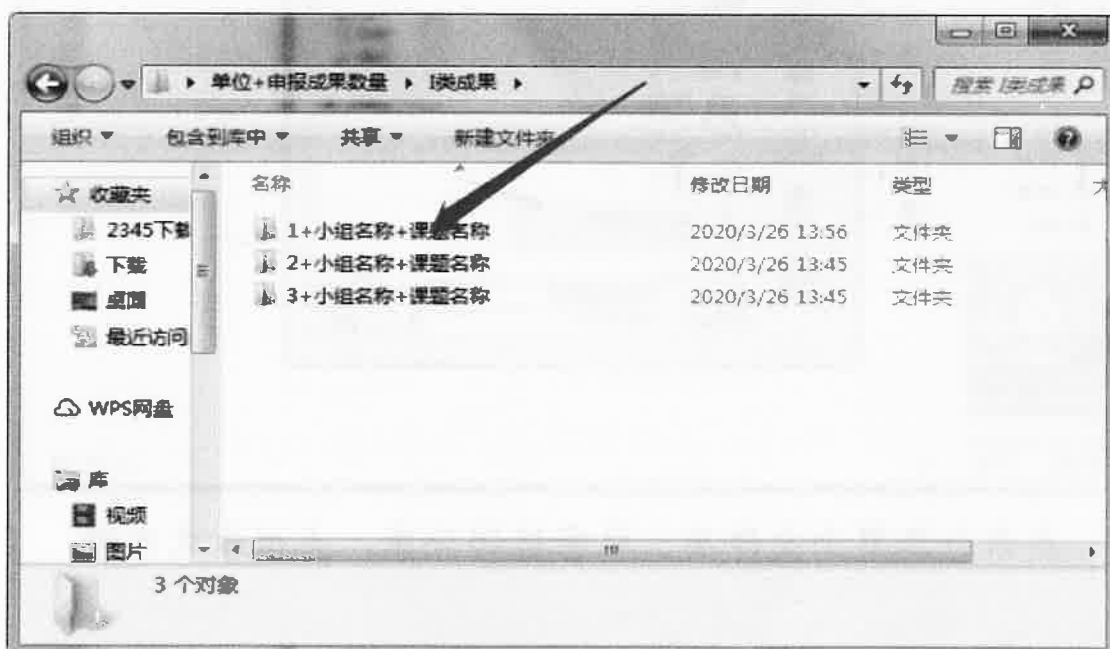 单位+申报成果数量 ▸ I类成果 ▸
搜索 I类成果
组织 包含到库中 共享 新建文件夹
名称 修改日期 类型 大
收藏夹
2345下载
下载
桌面
最近访问
WPS网盘
库
视频
图片
1+小组名称+课题名称 2020/3/26 13:56 文件夹
2+小组名称+课题名称 2020/3/26 13:45 文件夹
3+小组名称+课题名称 2020/3/26 13:45 文件夹
3 个对象